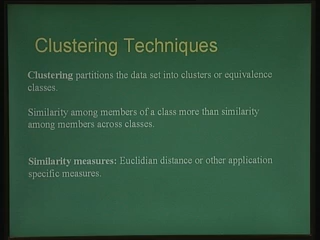 Clustering Techniques
Clustering partitions the data set into clusters or equivalence
classes.
Similarity among members of a class more than similarity
among members across classes.
Similarity measures: Euclidian distance or other application
specific measures.